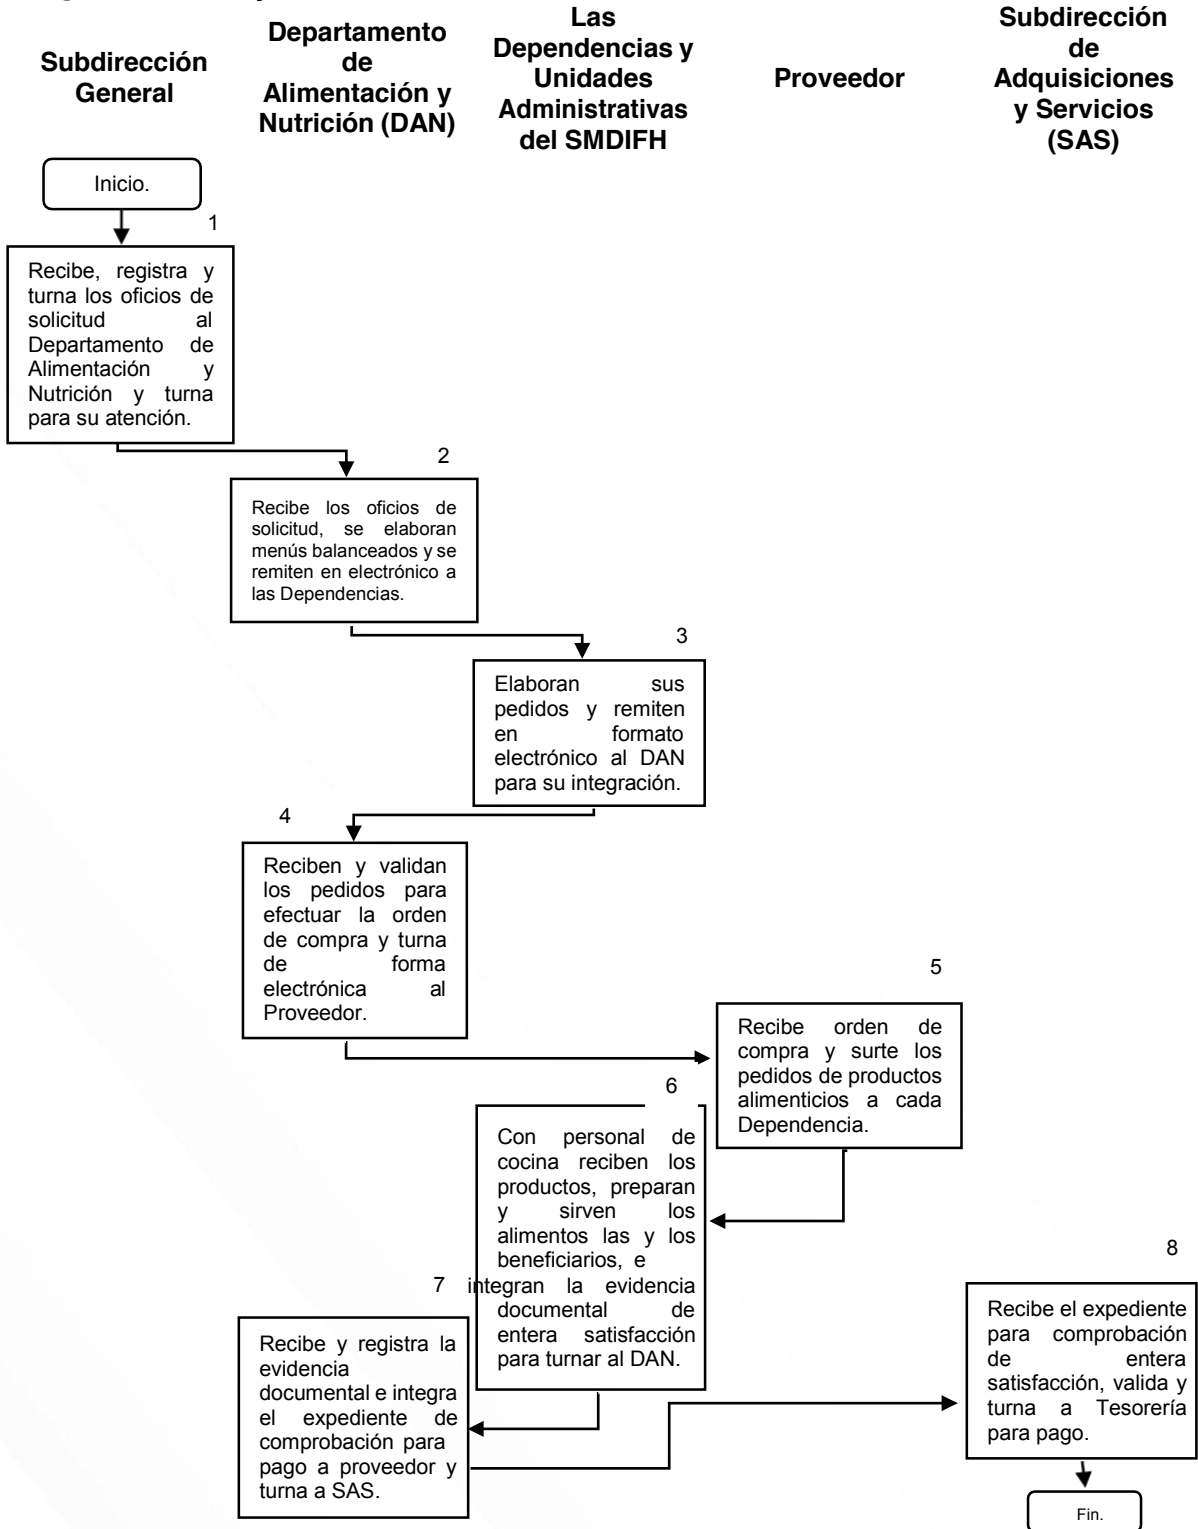 Subdirección
General
Departamento
de
Alimentación y
Nutrición (DAN)
Las
Dependencias y
Unidades
Administrativas
del SMDIFH
Proveedor
Subdirección
de
Adquisiciones
y Servicios
(SAS)
Inicio.
1
Recibe, registra y
turna los oficios de
solicitud al
Departamento de
Alimentación y
Nutrición y turna
para su atención.
2
Recibe los oficios de
solicitud, se elaboran
menús balanceados y se
remiten en electrónico a
las Dependencias.
3
Elaboran sus
pedidos y remiten
en formato
electrónico al DAN
para su integración.
4
Reciben y validan
los pedidos para
efectuar la orden
de compra y turna
de forma
electrónica al
Proveedor.
5
Recibe orden de
compra y surte los
pedidos de productos
alimenticios a cada
Dependencia.
6
Con personal de
cocina reciben los
productos, preparan
y sirven los
alimentos las y los
beneficiarios, e
integran la evidencia
documental de
entera satisfacción
para turnar al DAN.
7
Recibe y registra la
evidencia
documental e integra
el expediente de
comprobación para
pago a proveedor y
turna a SAS.
8
Recibe el expediente
para comprobación
de entera
satisfacción, valida y
turna a Tesorería
para pago.
Fin.